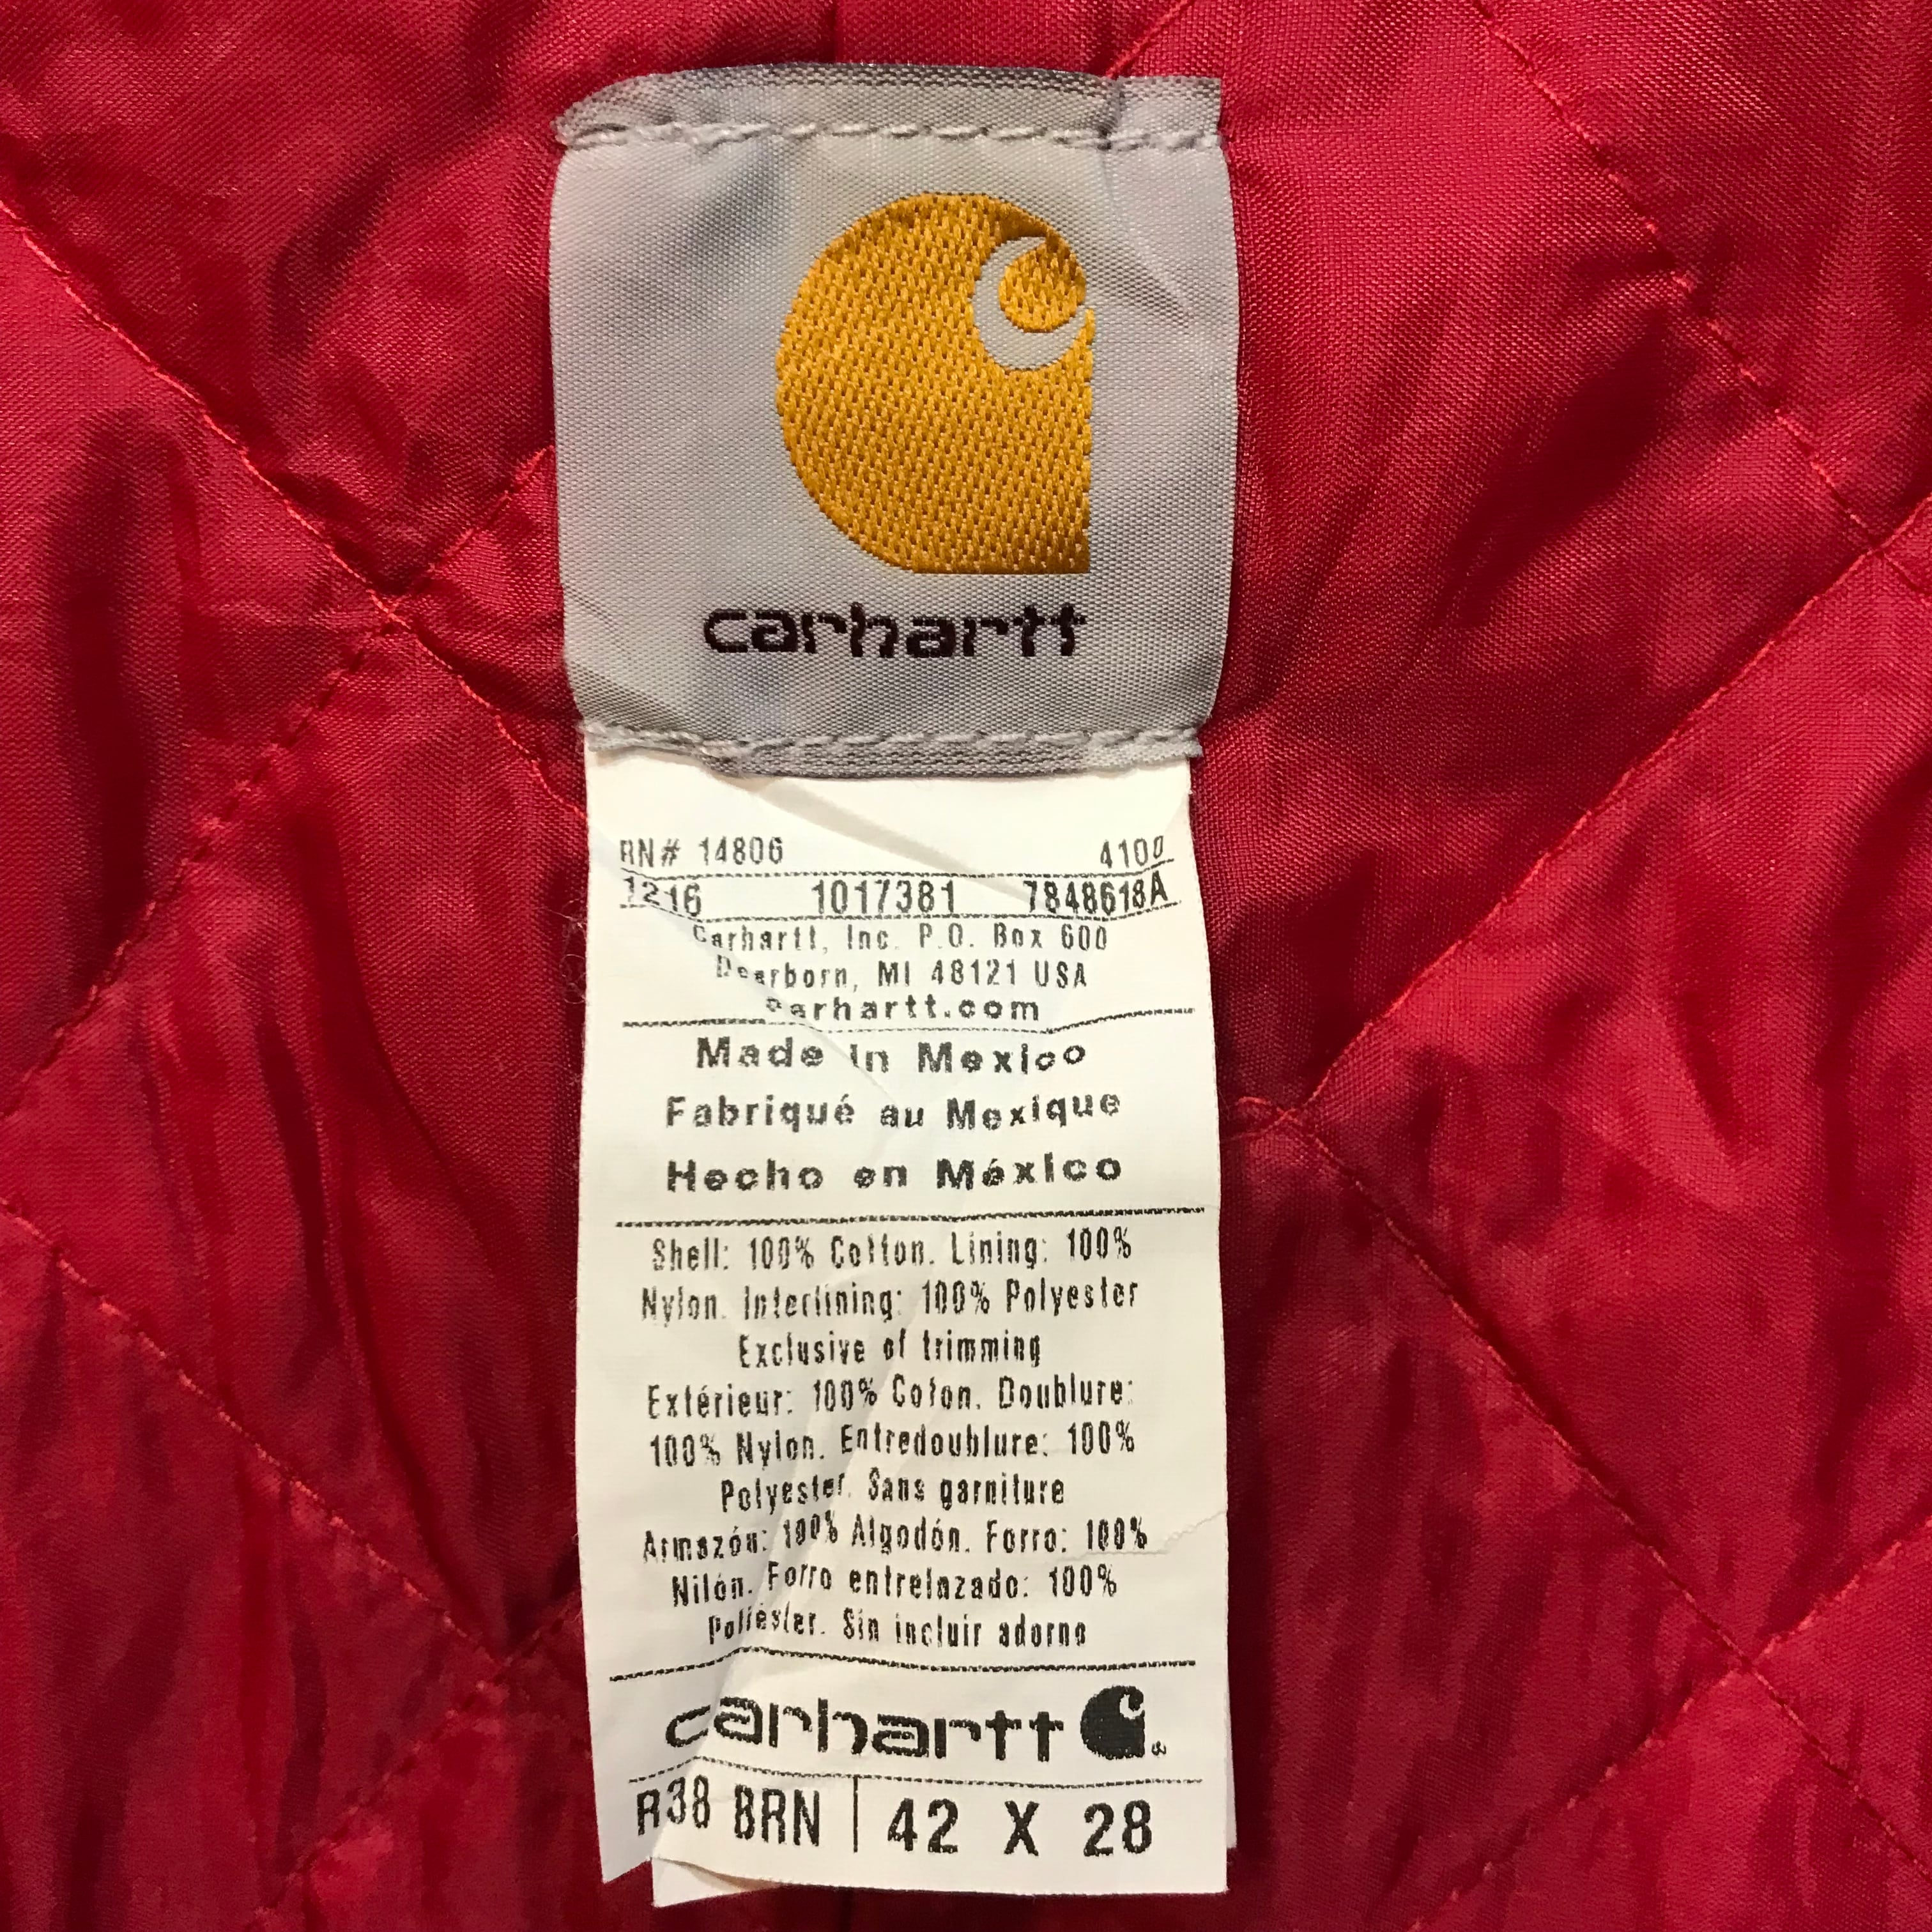 carhartt
RN# 14806 4100
1216 1017381 7848618A
Carhartt, Inc. P.O. Box 600
Dearborn, MI 48121 USA
carhartt.com
Made in Mexico
Fabriqué au Mexique
Hecho en México
Shell: 100% Cotton. Lining: 100%
Nylon. Interlining: 100% Polyester
Exclusive of trimming
Extérieur: 100% Coton. Doublure:
100% Nylon. Entredoublure: 100%
Polyester. Sans garniture
Armazón: 100% Algodón. Forro: 100%
Nilón. Forro entrelazado: 100%
Poliéster. Sin incluir adorno
carhartt ®
R38 BRN | 42 X 28